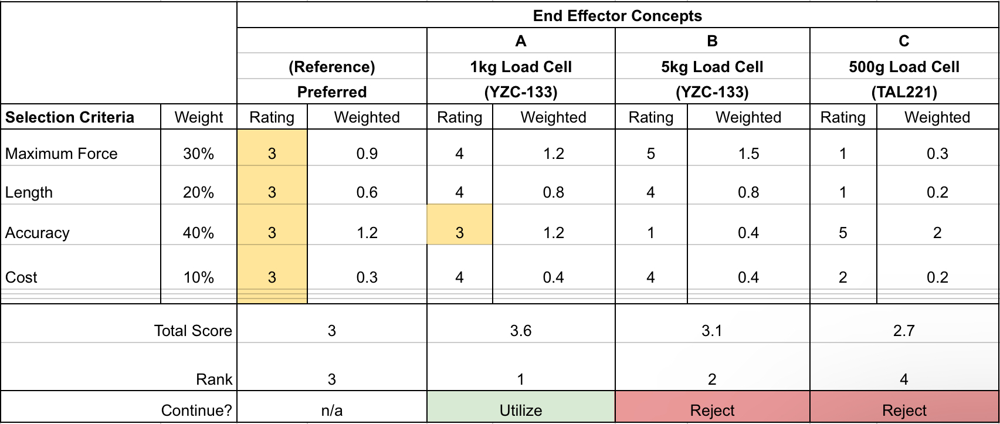 End Effector Concepts
A B C
(Reference) 1kg Load Cell 5kg Load Cell 500g Load Cell
Preferred (YZC-133) (YZC-133) (TAL221)
Selection Criteria Weight Rating Weighted Rating Weighted Rating Weighted Rating Weighted
Maximum Force 30% 3 0.9 4 1.2 5 1.5 1 0.3
Length 20% 3 0.6 4 0.8 4 0.8 1 0.2
Accuracy 40% 3 1.2 3 1.2 1 0.4 5 2
Cost 10% 3 0.3 4 0.4 4 0.4 2 0.2
Total Score 3 3.6 3.1 2.7
Rank 3 1 2 4
Continue? n/a Utilize Reject Reject